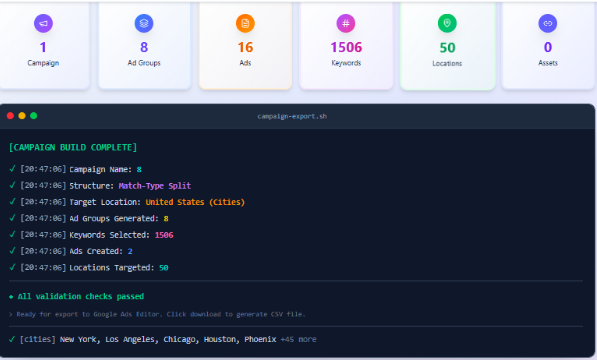 1 8 16 1506 50 0
Campaign Ad Groups Ads Keywords Locations Assets
campaign-export.sh
[CAMPAIGN BUILD COMPLETE]
✓ [20:47:06] Campaign Name: 8
✓ [20:47:06] Structure: Match-Type Split
✓ [20:47:06] Target Location: United States (Cities)
✓ [20:47:06] Ad Groups Generated: 8
✓ [20:47:06] Keywords Selected: 1506
✓ [20:47:06] Ads Created: 2
✓ [20:47:06] Locations Targeted: 50
◆ All validation checks passed
> Ready for export to Google Ads Editor. Click download to generate CSV file.
✓ [cities] New York, Los Angeles, Chicago, Houston, Phoenix +45 more